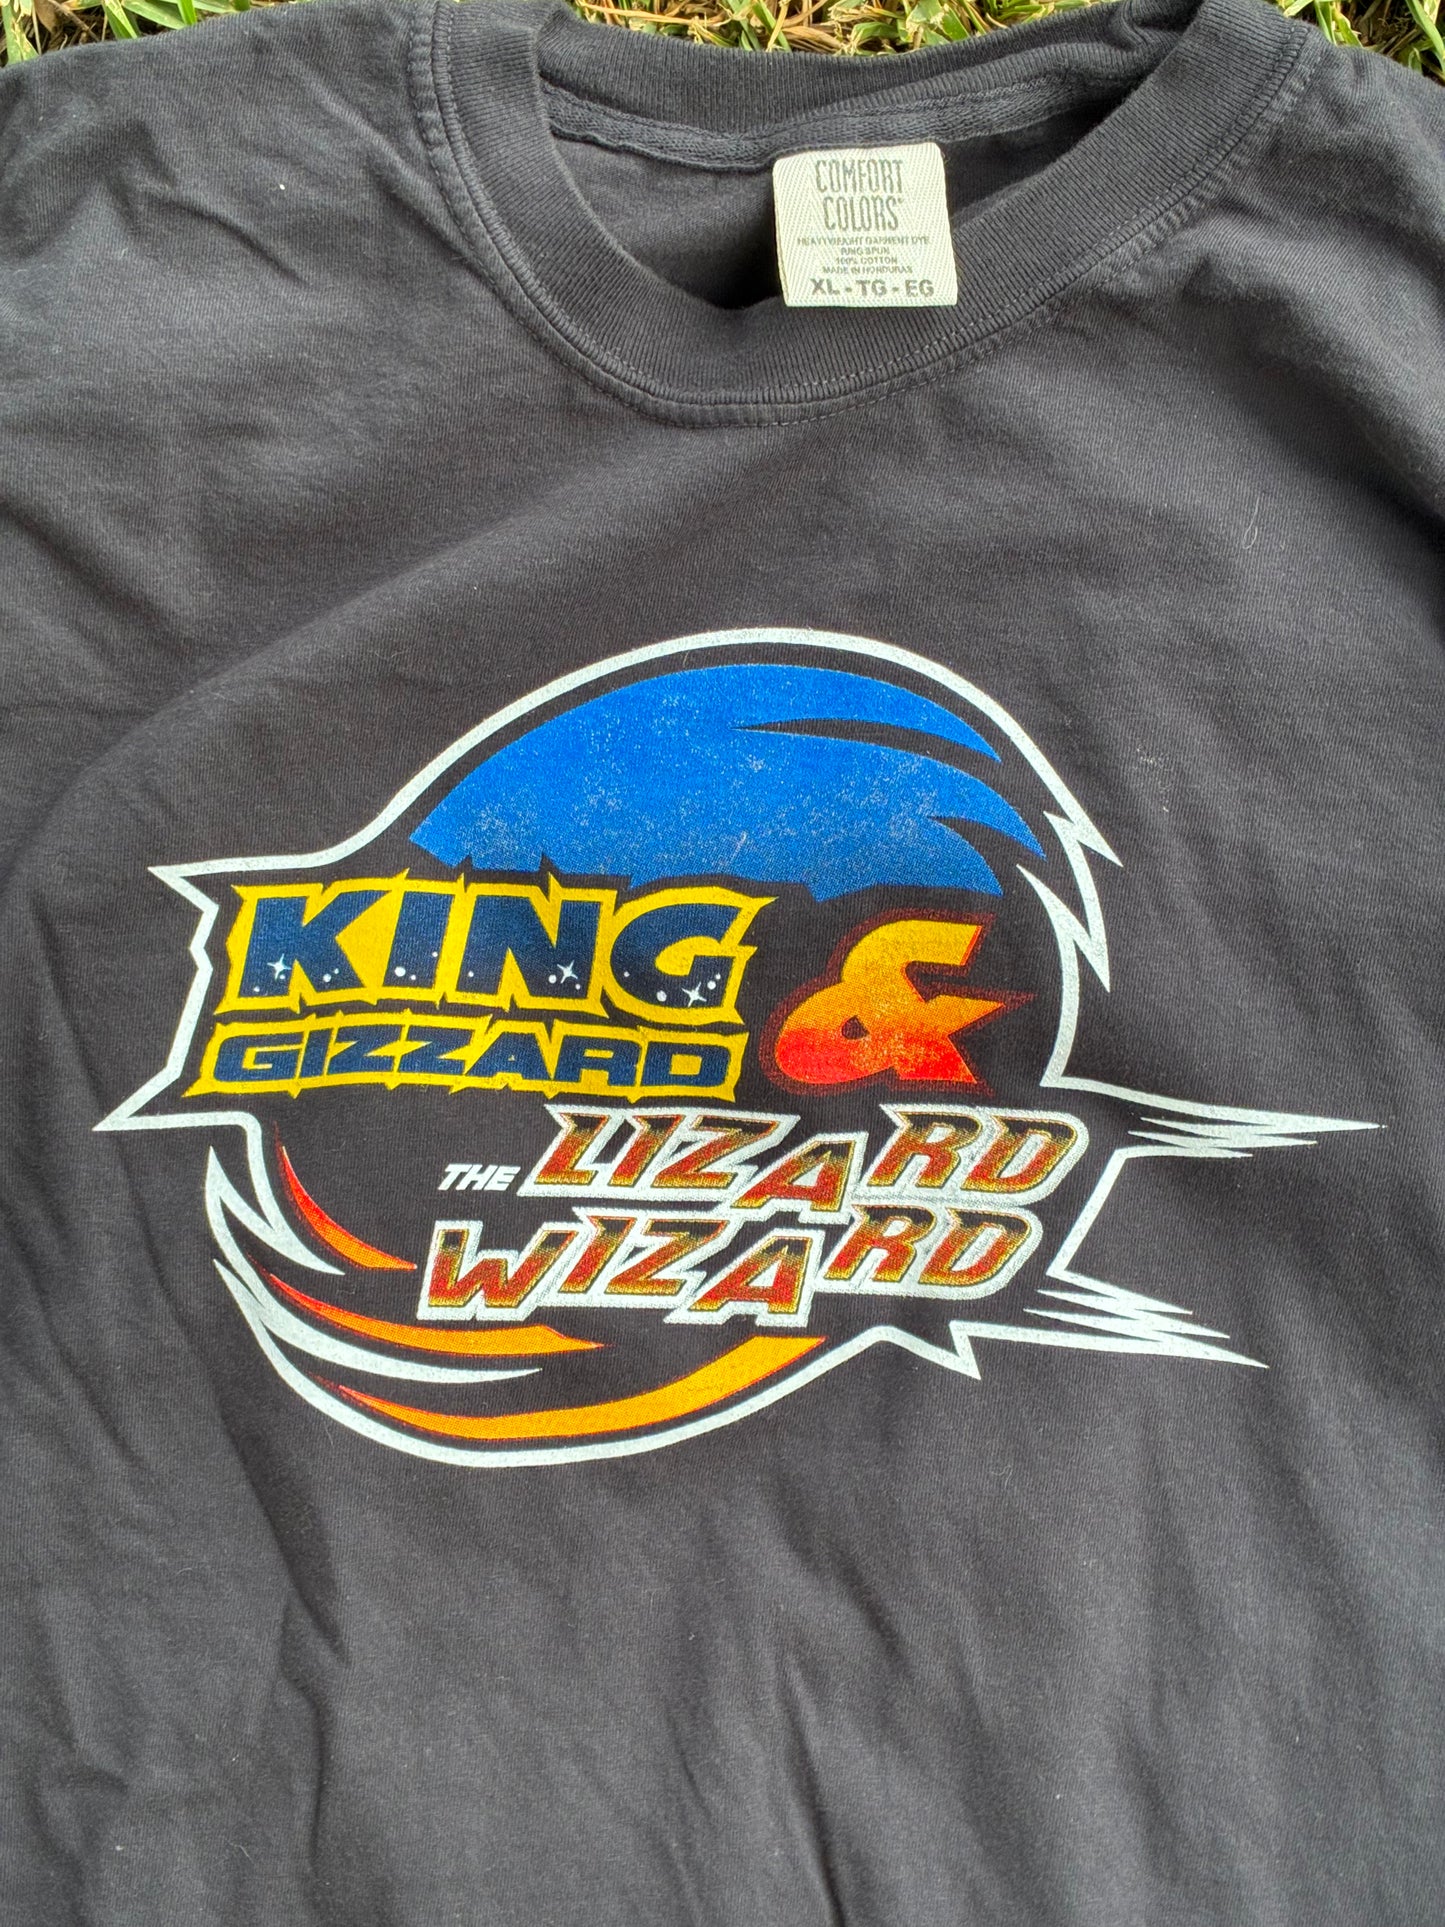 COMFORT
COLORS®
HEAVYWEIGHT GARMENT DYE
RING SPUN
100% COTTON
MADE IN HONDURAS
XL - TG - EG
KING
GIZZARD &
THE LIZARD
WIZARD